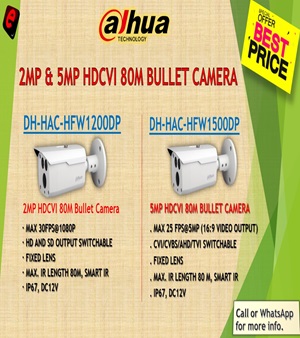 e
alhua
TECHNOLOGY
SPECIAL
OFFER
BEST
PRICE
2MP & 5MP HDCVI 80M BULLET CAMERA
DH-HAC-HFW1200DP
2MP HDCVI 80M Bullet Camera
• MAX 30FPS@1080P
• HD AND SD OUTPUT SWITCHABLE
• FIXED LENS
• MAX. IR LENGTH 80M, SMART IR
• IP67, DC12V
DH-HAC-HFW1500DP
5MP HDCVI 80M BULLET CAMERA
. MAX 25 FPS@5MP (16:9 VIDEO OUTPUT)
. CVI/CVBS/AHD/TVI SWITCHABLE
. FIXED LENS
. MAX. IR LENGTH 80 M, SMART IR
. IP67, DC12V
Call or WhatsApp
for more info.